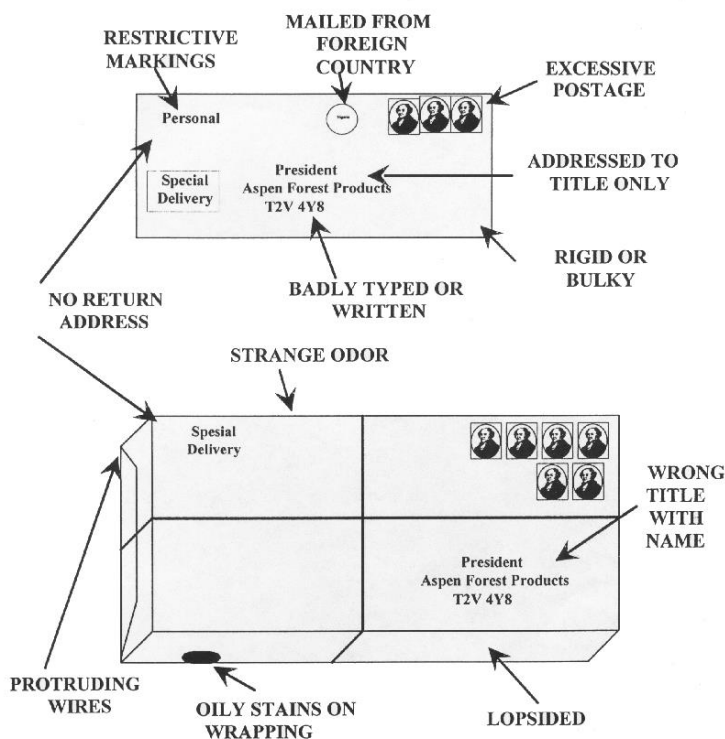 RESTRICTIVE
MARKINGS
MAILED FROM
FOREIGN
COUNTRY
EXCESSIVE
POSTAGE
Personal
ADDRESSED TO
TITLE ONLY
President
Aspen Forest Products
T2V 4Y8
Special
Delivery
RIGID OR
BULKY
NO RETURN
ADDRESS
BADLY TYPED OR
WRITTEN
STRANGE ODOR
Spesial
Delivery
WRONG
TITLE
WITH
NAME
President
Aspen Forest Products
T2V 4Y8
PROTRUDING
WIRES
OILY STAINS ON
WRAPPING
LOPSIDED